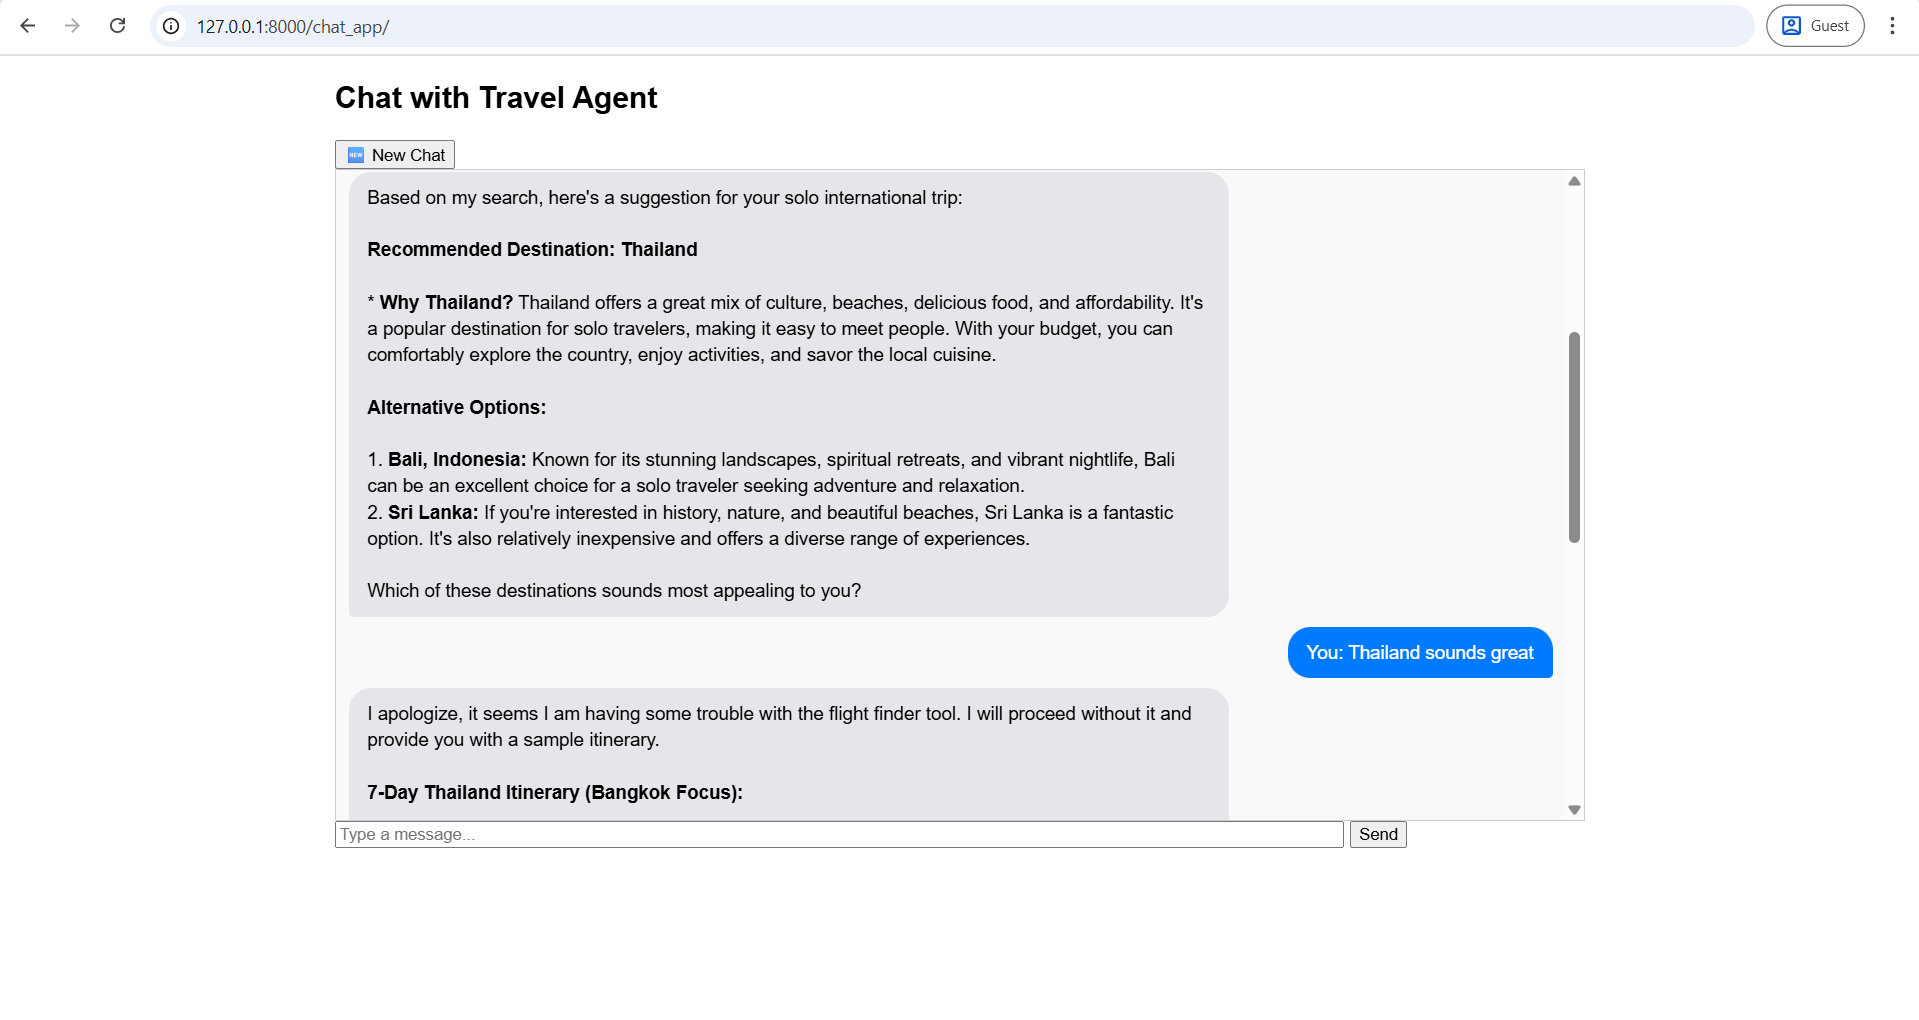 127.0.0.1:8000/chat_app/
Guest
Chat with Travel Agent
NEW New Chat
Based on my search, here's a suggestion for your solo international trip:
Recommended Destination: Thailand
* Why Thailand? Thailand offers a great mix of culture, beaches, delicious food, and affordability. It's
a popular destination for solo travelers, making it easy to meet people. With your budget, you can
comfortably explore the country, enjoy activities, and savor the local cuisine.
Alternative Options:
1. Bali, Indonesia: Known for its stunning landscapes, spiritual retreats, and vibrant nightlife, Bali
can be an excellent choice for a solo traveler seeking adventure and relaxation.
2. Sri Lanka: If you're interested in history, nature, and beautiful beaches, Sri Lanka is a fantastic
option. It's also relatively inexpensive and offers a diverse range of experiences.
Which of these destinations sounds most appealing to you?
You: Thailand sounds great
I apologize, it seems I am having some trouble with the flight finder tool. I will proceed without it and
provide you with a sample itinerary.
7-Day Thailand Itinerary (Bangkok Focus):
Type a message...
Send